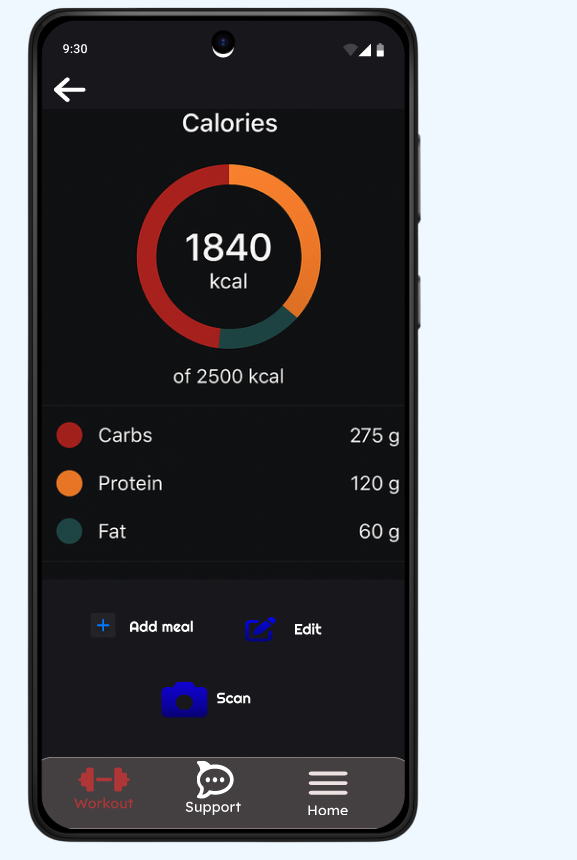 9:30
Calories
1840
kcal
of 2500 kcal
Carbs 275 g
Protein 120 g
Fat 60 g
Add meal Edit
Scan
Workout Support Home